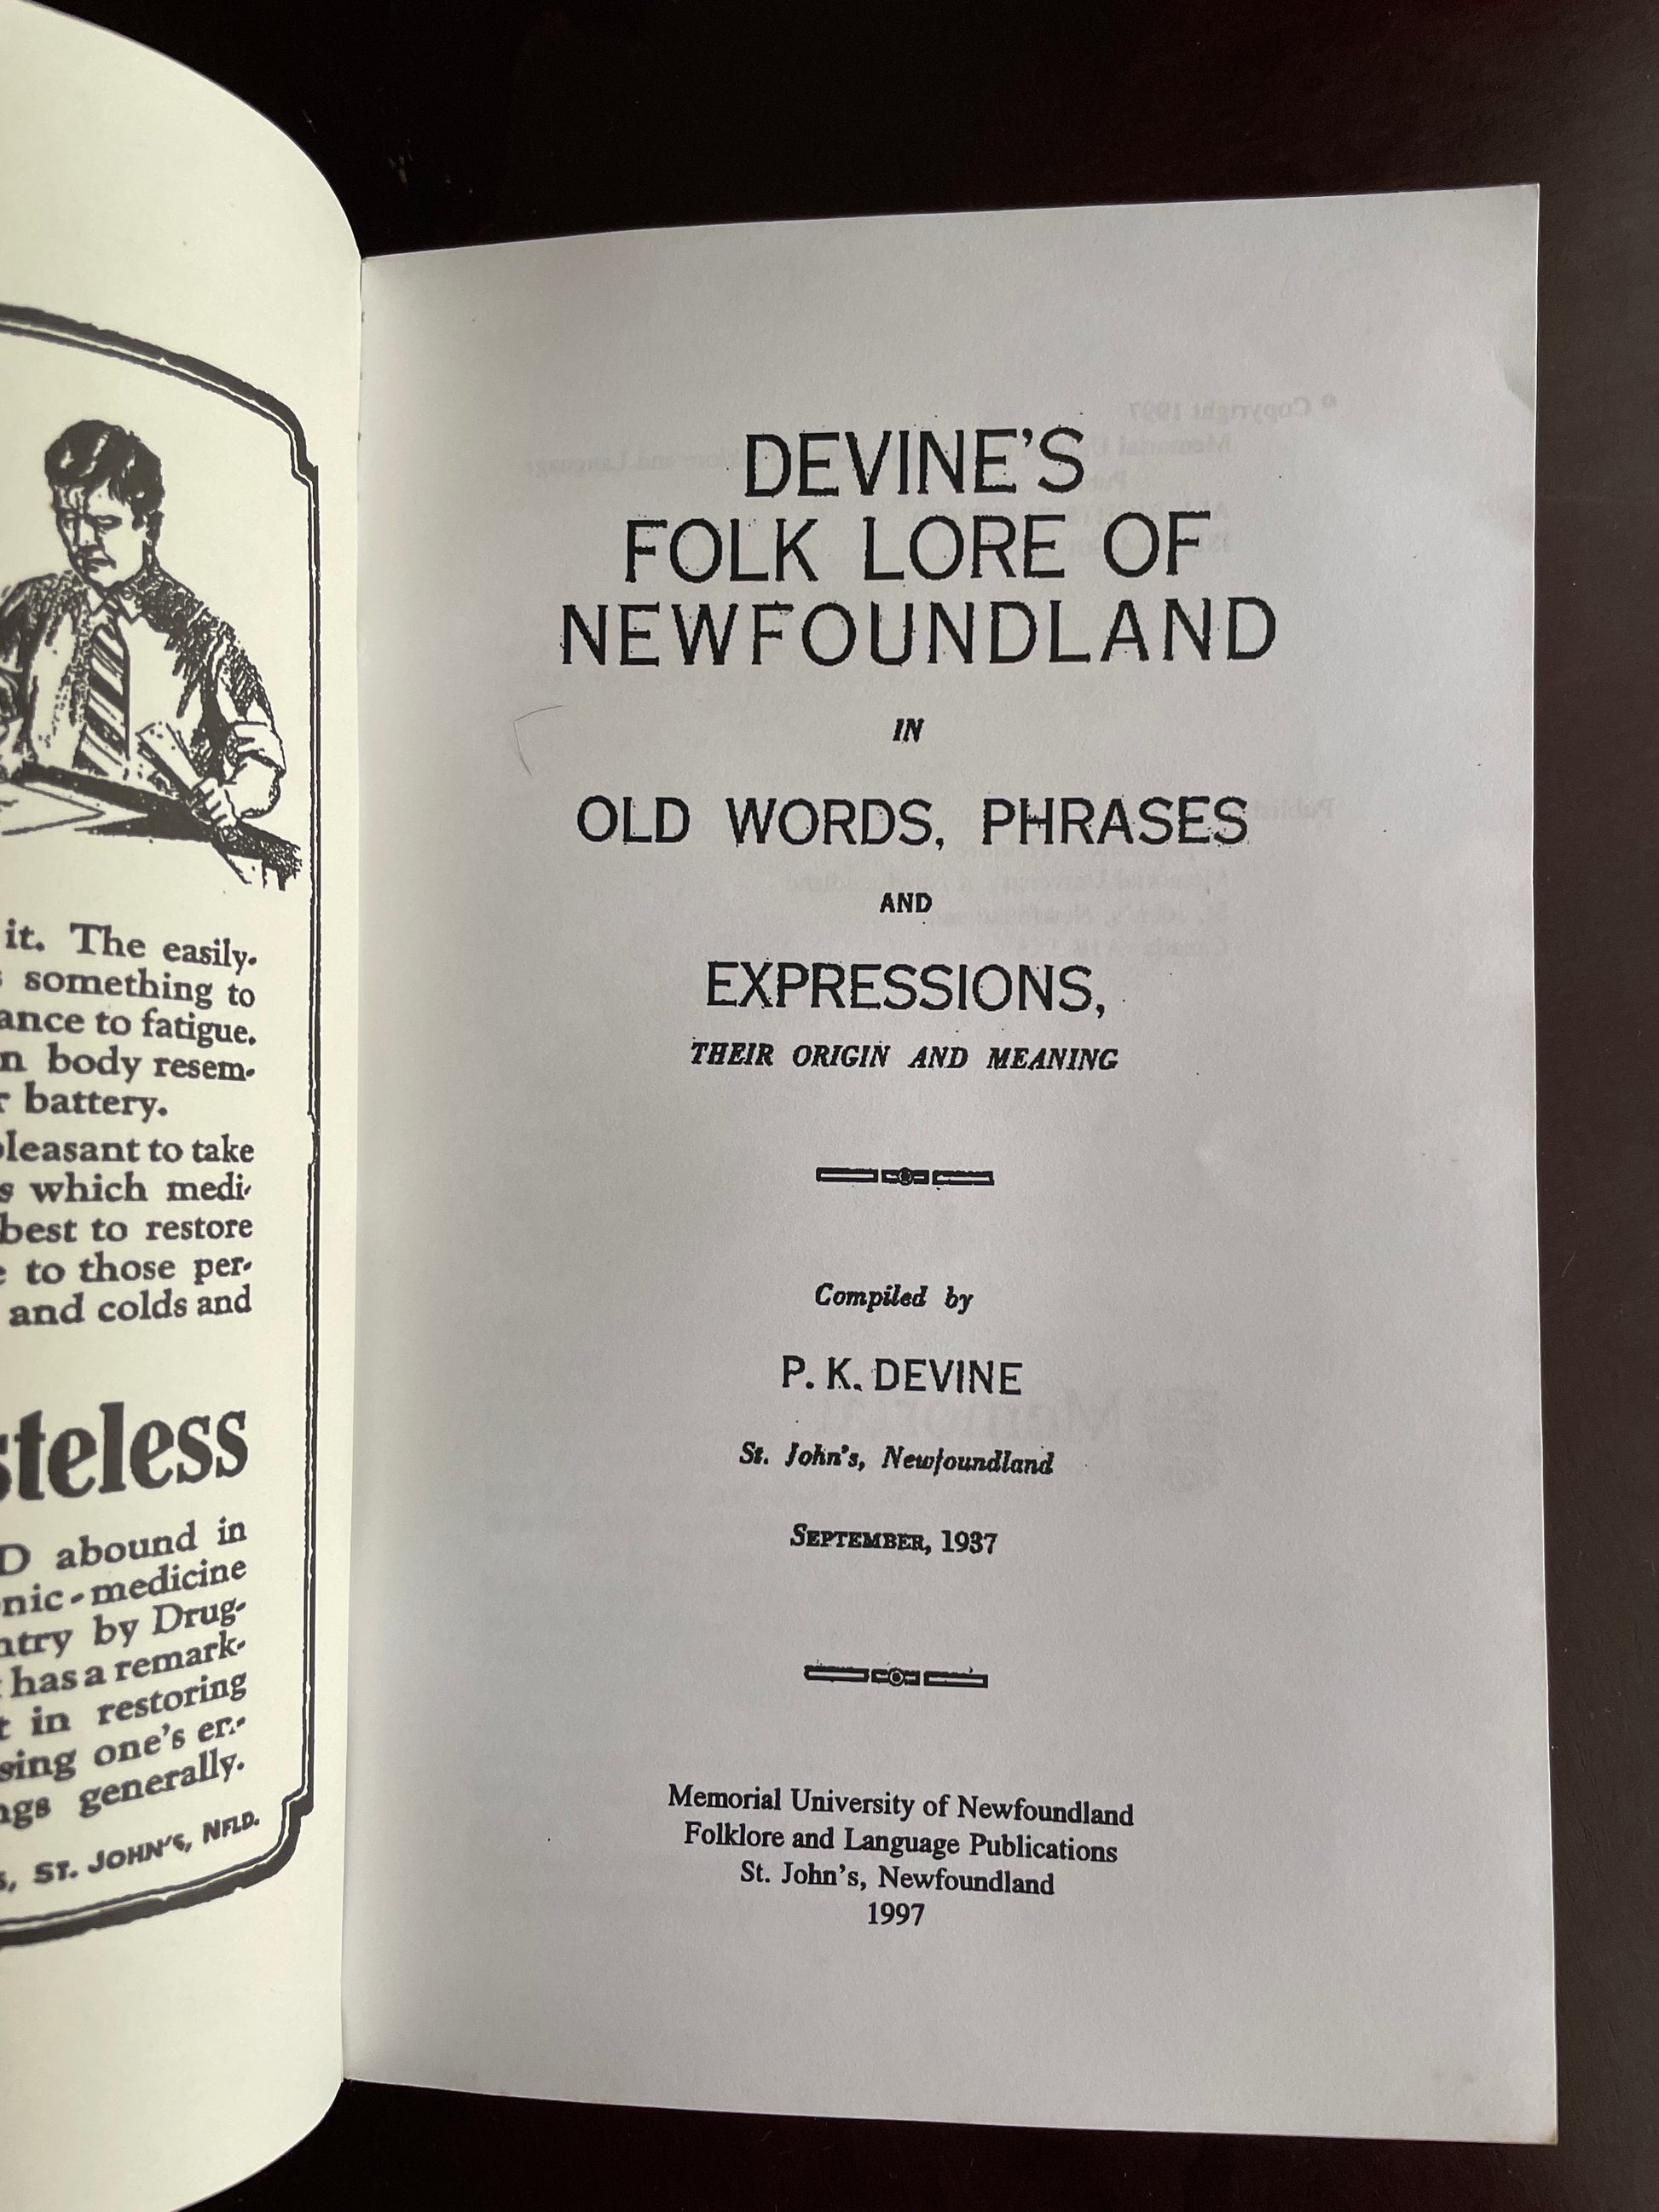 it. The easily-
something to
ance to fatigue.
n body resem-
r battery.
pleasant to take
s which medi-
best to restore
e to those per-
and colds and
steless
D abound in
nic-medicine
ntry by Drug-
has a remark-
t in restoring
sing one's en-
ngs generally.
S, ST. JOHN'S, NFLD.
DEVINE'S
FOLK LORE OF
NEWFOUNDLAND
IN
OLD WORDS, PHRASES
AND
EXPRESSIONS,
THEIR ORIGIN AND MEANING
Compiled by
P. K. DEVINE
St. John's, Newfoundland
SEPTEMBER, 1937
Memorial University of Newfoundland
Folklore and Language Publications
St. John's, Newfoundland
1997